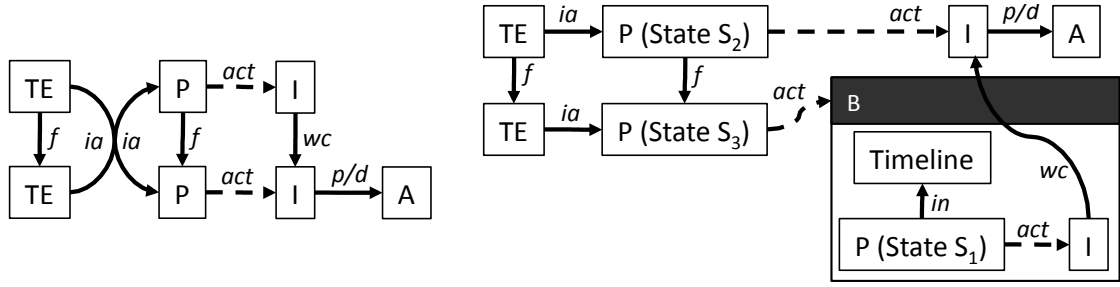 TE
P
act
I
f
ia
ia
f
wc
TE
P
act
I
p/d
A
TE
ia
P (State S₂)
act
I
p/d
A
f
f
TE
ia
P (State S₃)
act
B
Timeline
wc
in
P (State S₁)
act
I